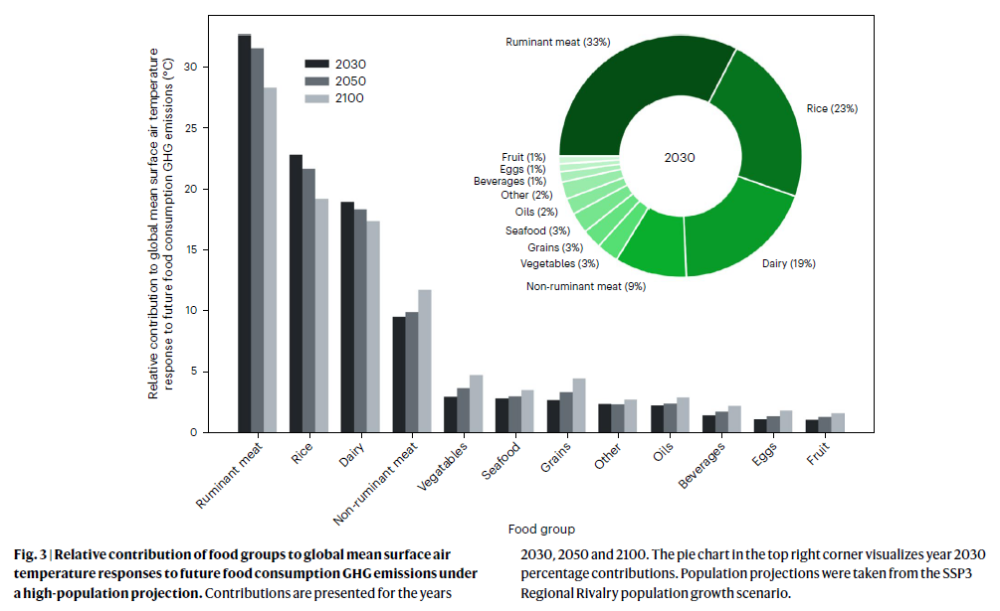 Relative contribution to global mean surface air temperature
response to future food consumption GHG emissions (°C)
30
25
20
15
10
5
0
2030
2050
2100
Ruminant meat (33%)
Rice (23%)
Dairy (19%)
Non-ruminant meat (9%)
Vegetables (3%)
Grains (3%)
Seafood (3%)
Oils (2%)
Other (2%)
Beverages (1%)
Eggs (1%)
Fruit (1%)
2030
Ruminant meat
Rice
Dairy
Non-ruminant meat
Vegatables
Seafood
Grains
Other
Oils
Beverages
Eggs
Fruit
Food group
Fig. 3 | Relative contribution of food groups to global mean surface air
temperature responses to future food consumption GHG emissions under
a high-population projection. Contributions are presented for the years
2030, 2050 and 2100. The pie chart in the top right corner visualizes year 2030
percentage contributions. Population projections were taken from the SSP3
Regional Rivalry population growth scenario.